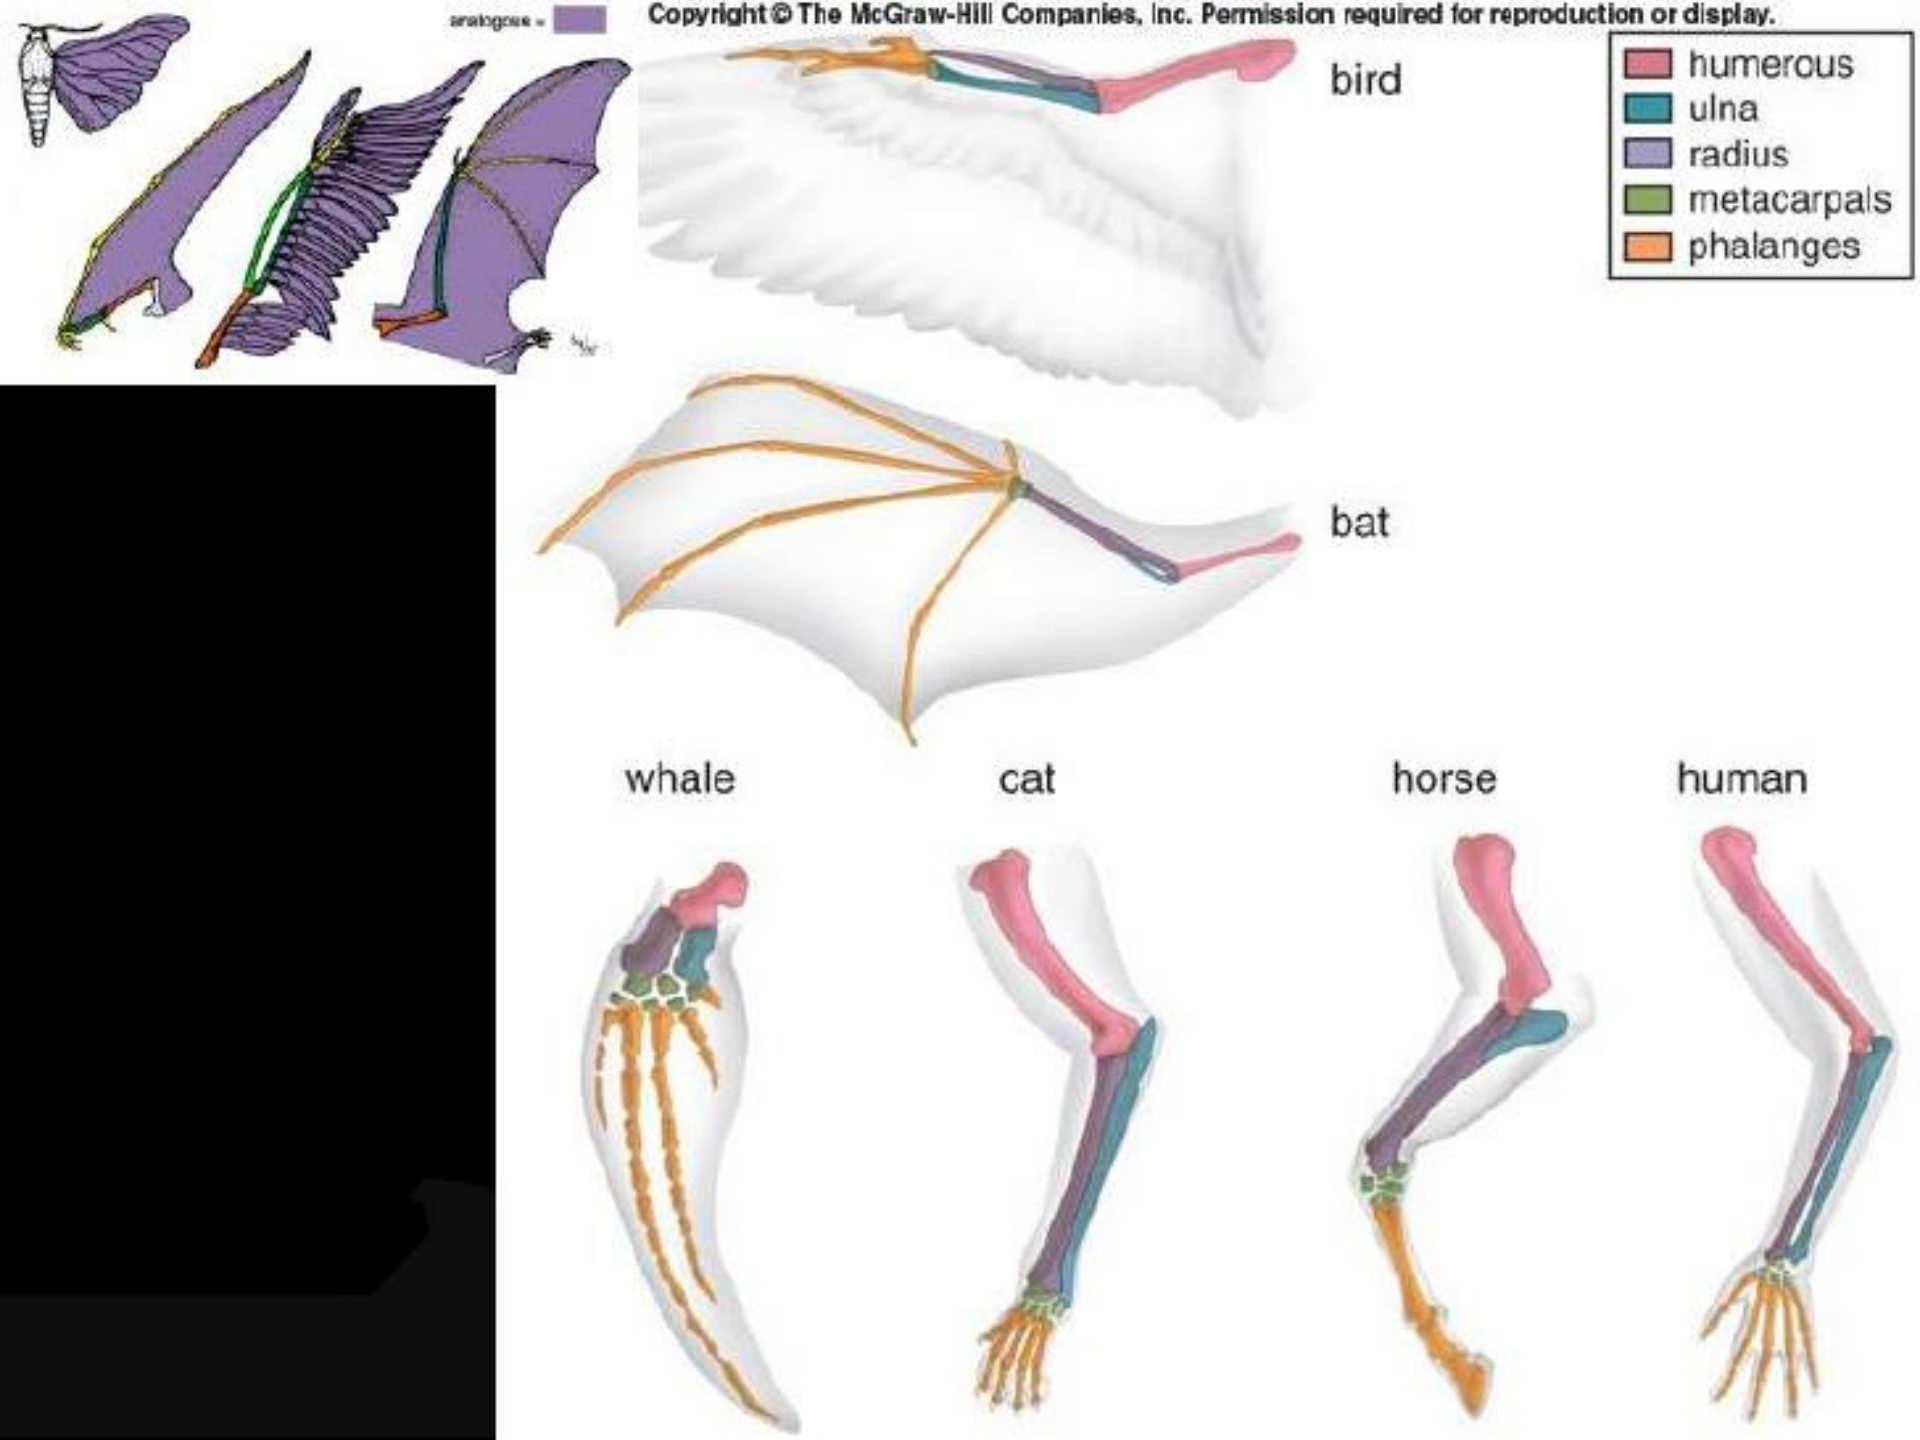 analogous =
Copyright © The McGraw-Hill Companies, Inc. Permission required for reproduction or display.
bird
humerous
ulna
radius
metacarpals
phalanges
bat
whale
cat
horse
human